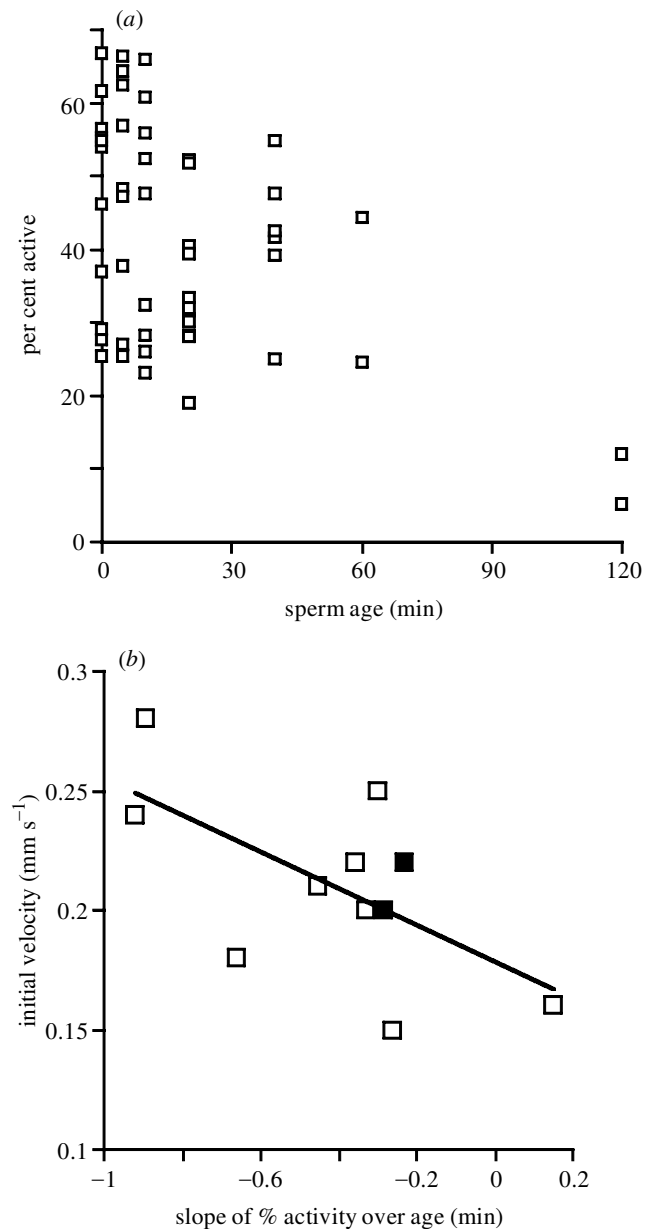 (a)
60
40
20
0
per cent active
0 30 60 90 120
sperm age (min)
(b)
0.3
0.25
0.2
0.15
0.1
initial velocity (mm s⁻¹)
−1 −0.6 −0.2 0 0.2
slope of % activity over age (min)